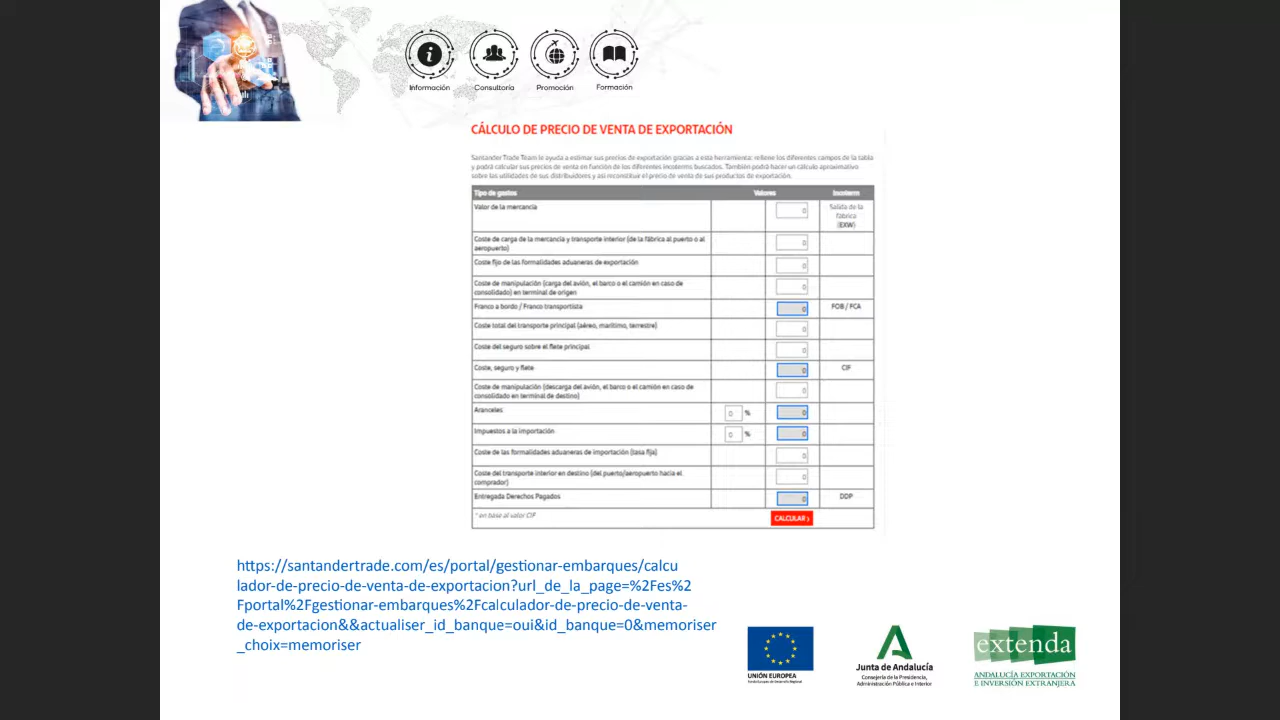 Información
Consultoría
Promoción
Formación
CÁLCULO DE PRECIO DE VENTA DE EXPORTACIÓN
Santander Trade Team le ayuda a estimar sus precios de exportación gracias a esta herramienta: rellene los diferentes campos de la tabla
y podrá calcular sus precios de venta en función de los diferentes incoterms buscados. También podrá hacer un cálculo aproximativo
sobre las utilidades de sus distribuidores y así reconstituir el precio de venta de sus productos de exportación.
Tipo de gastos Valores Incoterm
Valor de la mercancía 0 Salida de la
fábrica
(EXW)
Coste de carga de la mercancía y transporte interior (de la fábrica al puerto o al
aeropuerto) 0
Coste fijo de las formalidades aduaneras de exportación 0
Coste de manipulación (carga del avión, el barco o el camión en caso de
consolidado) en terminal de origen 0
Franco a bordo / Franco transportista 0 FOB / FCA
Coste total del transporte principal (aéreo, marítimo, terrestre) 0
Coste del seguro sobre el flete principal 0
Coste, seguro y flete 0 CIF
Coste de manipulación (descarga del avión, el barco o el camión en caso de
consolidado en terminal de destino) 0
Aranceles 0 % 0
Impuestos a la importación 0 % 0
Coste de las formalidades aduaneras de importación (tasa fija) 0
Coste del transporte interior en destino (del puerto/aeropuerto hacia el
comprador) 0
Entregada Derechos Pagados 0 DDP
* en base al valor CIF CALCULAR >
https://santandertrade.com/es/portal/gestionar-embarques/calcu
lador-de-precio-de-venta-de-exportacion?url_de_la_page=%2Fes%2
Fportal%2Fgestionar-embarques%2Fcalculador-de-precio-de-venta-
de-exportacion&&actualiser_id_banque=oui&id_banque=0&memoriser
_choix=memoriser
UNIÓN EUROPEA
Fondo Europeo de Desarrollo Regional
Junta de Andalucía
Consejería de la Presidencia,
Administración Pública e Interior
extenda
ANDALUCÍA EXPORTACIÓN
E INVERSIÓN EXTRANJERA